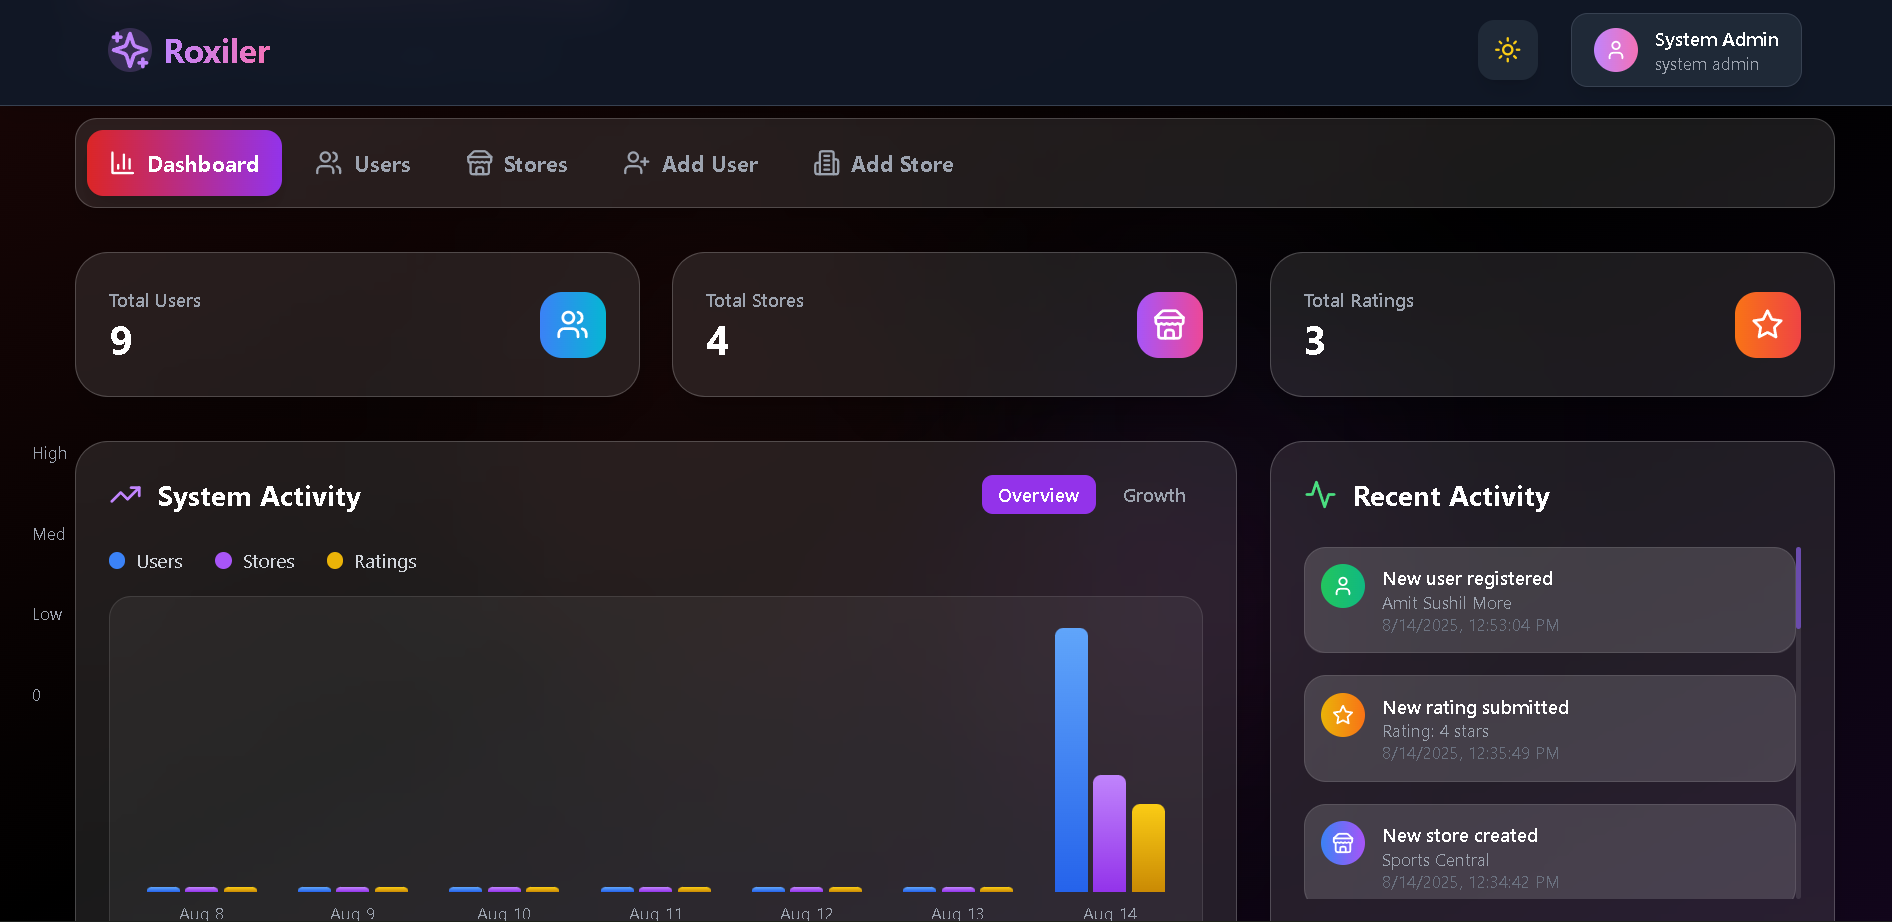 Roxiler
System Admin
system admin
Dashboard
Users
Stores
Add User
Add Store
Total Users
9
Total Stores
4
Total Ratings
3
High
Med
Low
0
System Activity
Overview
Growth
Users
Stores
Ratings
Aug 8
Aug 9
Aug 10
Aug 11
Aug 12
Aug 13
Aug 14
Recent Activity
New user registered
Amit Sushil More
8/14/2025, 12:53:04 PM
New rating submitted
Rating: 4 stars
8/14/2025, 12:35:49 PM
New store created
Sports Central
8/14/2025, 12:34:42 PM